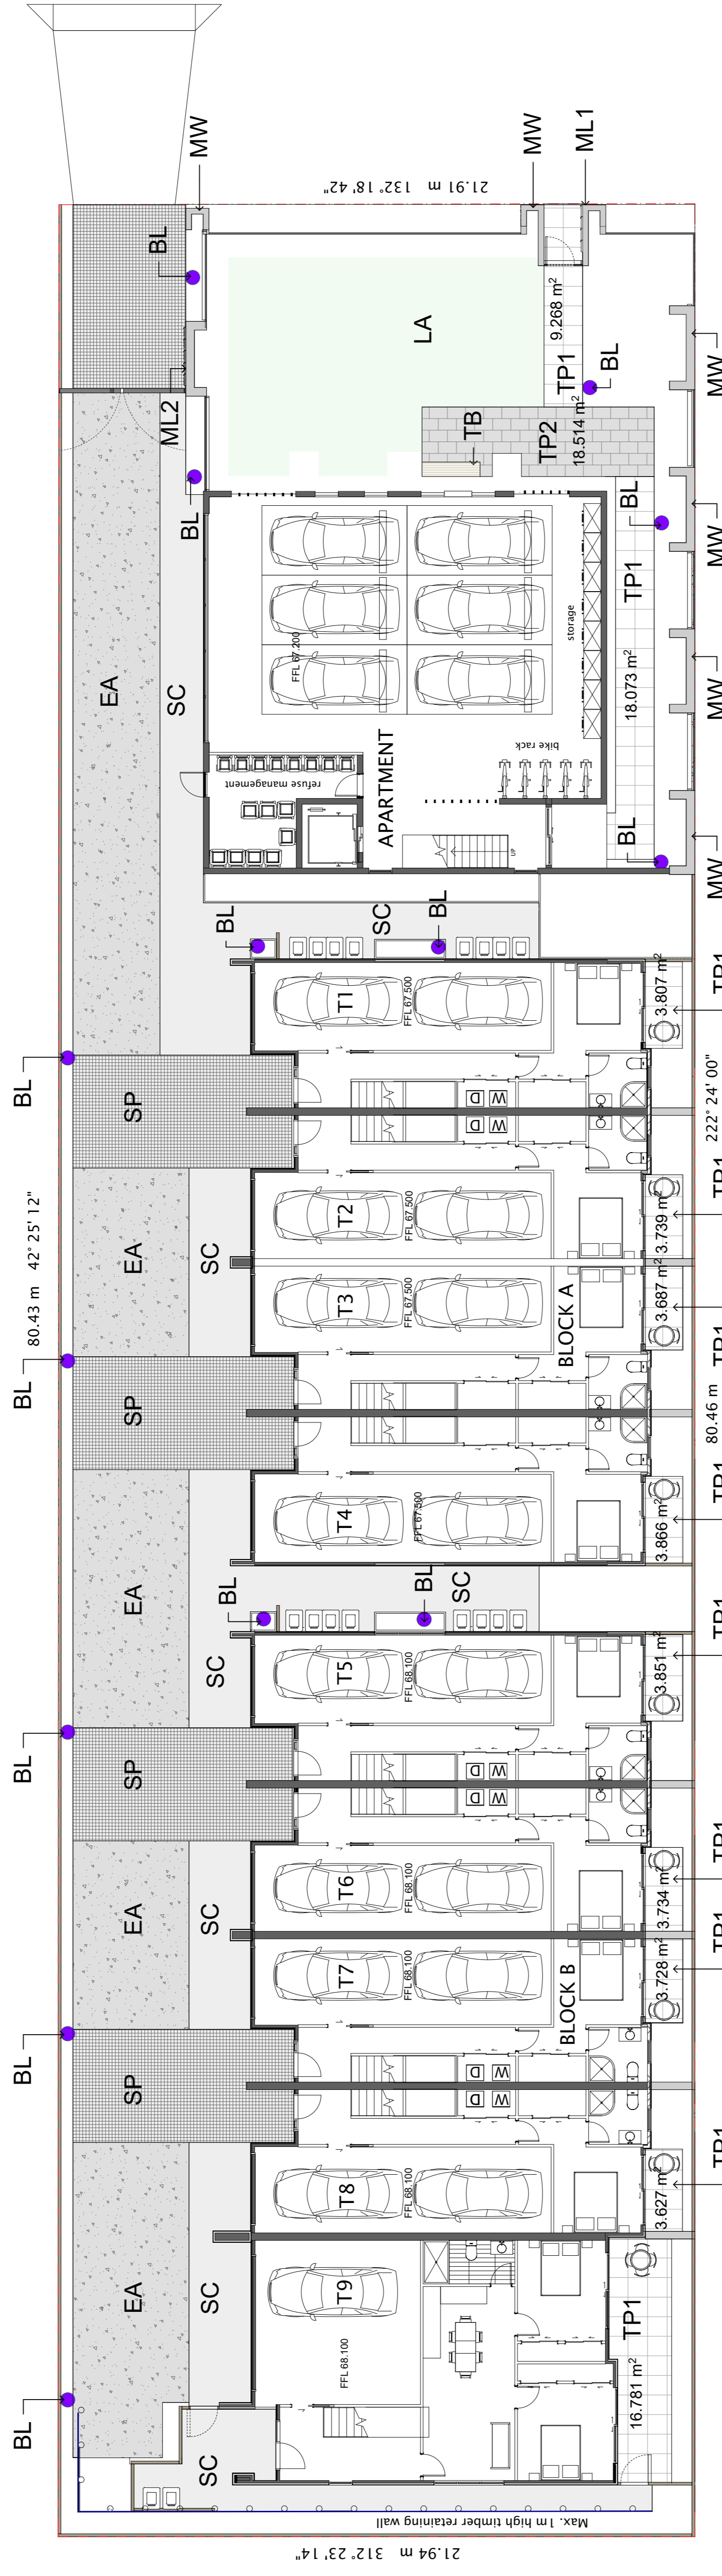 MW
MW
ML1
21.91 m 132° 18' 42"
BL
LA
9.268 m²
TP1
BL
ML2
TB
TP2
18.514 m²
MW
BL
BL
MW
EA
SC
FFL 67.200
storage
TP1
18.073 m²
MW
refuse management
APARTMENT
bike rack
UP
BL
MW
BL
SC
BL
BL
T1
FFL 67.500
3.807 m²
TP1
SP
D
W
D
W
222° 24' 00"
80.43 m 42° 25' 12"
EA
SC
T2
FFL 67.500
3.739 m²
TP1
T3
FFL 67.500
BLOCK A
3.687 m²
TP1
BL
SP
80.46 m
EA
T4
FFL 67.500
3.866 m²
TP1
BL
BL
SC
SC
T5
FFL 68.100
3.851 m²
TP1
BL
SP
D
W
D
W
EA
SC
T6
FFL 68.100
3.734 m²
TP1
T7
FFL 68.100
BLOCK B
3.728 m²
TP1
BL
SP
D
W
D
W
T8
FFL 68.100
3.627 m²
TP1
EA
SC
T9
FFL 68.100
TP1
16.781 m²
BL
SC
Max. 1m high timber retaining wall
21.94 m 312° 23' 14"